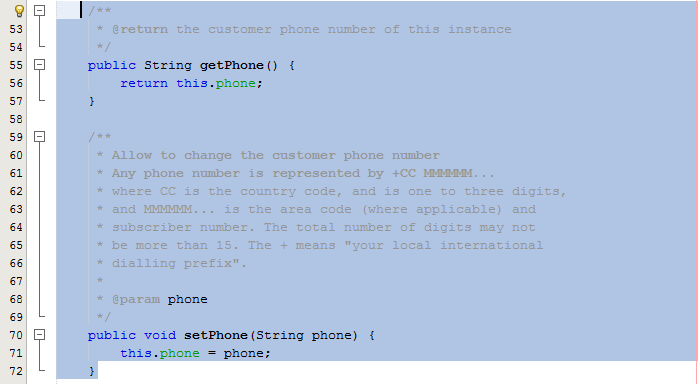 /**
53 * @return the customer phone number of this instance
54 */
55 public String getPhone() {
56 return this.phone;
57 }
58
59 /**
60 * Allow to change the customer phone number
61 * Any phone number is represented by +CC MMMMMM...
62 * where CC is the country code, and is one to three digits,
63 * and MMMMMM... is the area code (where applicable) and
64 * subscriber number. The total number of digits may not
65 * be more than 15. The + means "your local international
66 * dialling prefix".
67 *
68 * @param phone
69 */
70 public void setPhone(String phone) {
71 this.phone = phone;
72 }